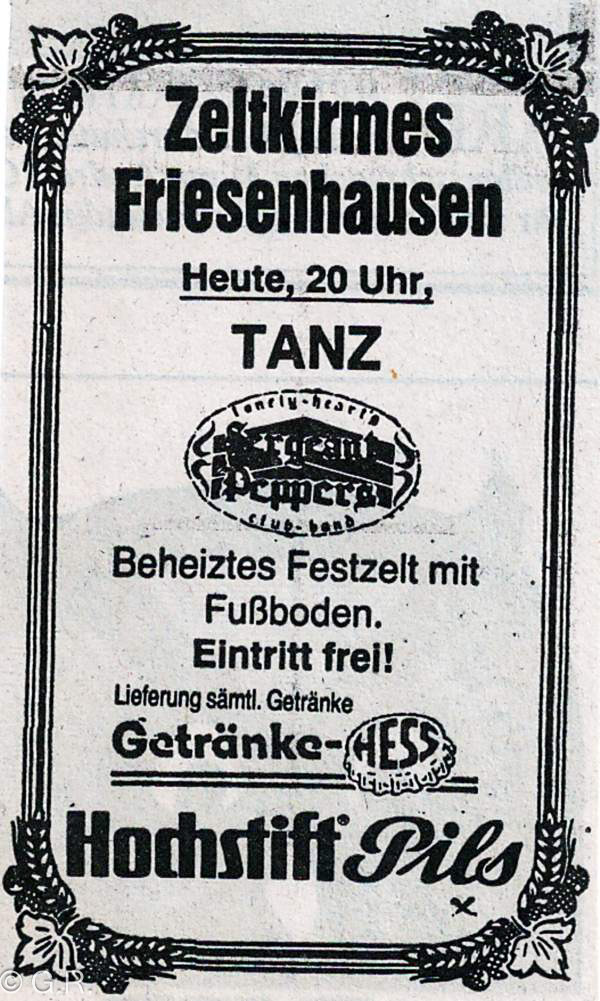 Zeltkirmes
Friesenhausen
Heute, 20 Uhr,
TANZ
lonely-heart's
Sergeant
Peppers
club-band
Beheiztes Festzelt mit
Fußboden.
Eintritt frei!
Lieferung sämtl. Getränke
Getränke-HESS
Hochstift® Pils
x
© G.R.